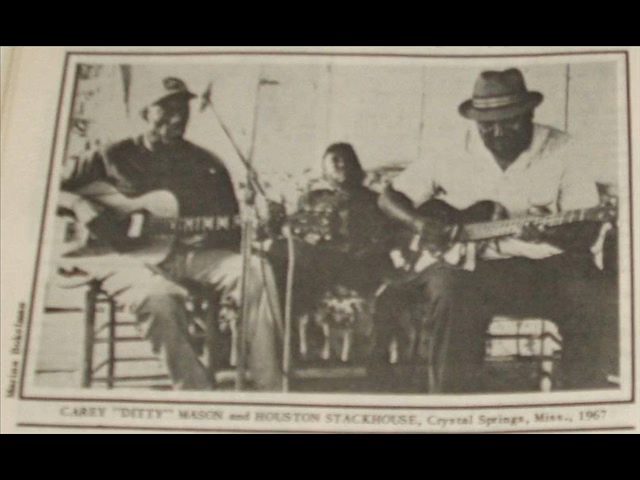 CAREY "DITTY" MASON and HOUSTON STACKHOUSE, Crystal Springs, Miss., 1967